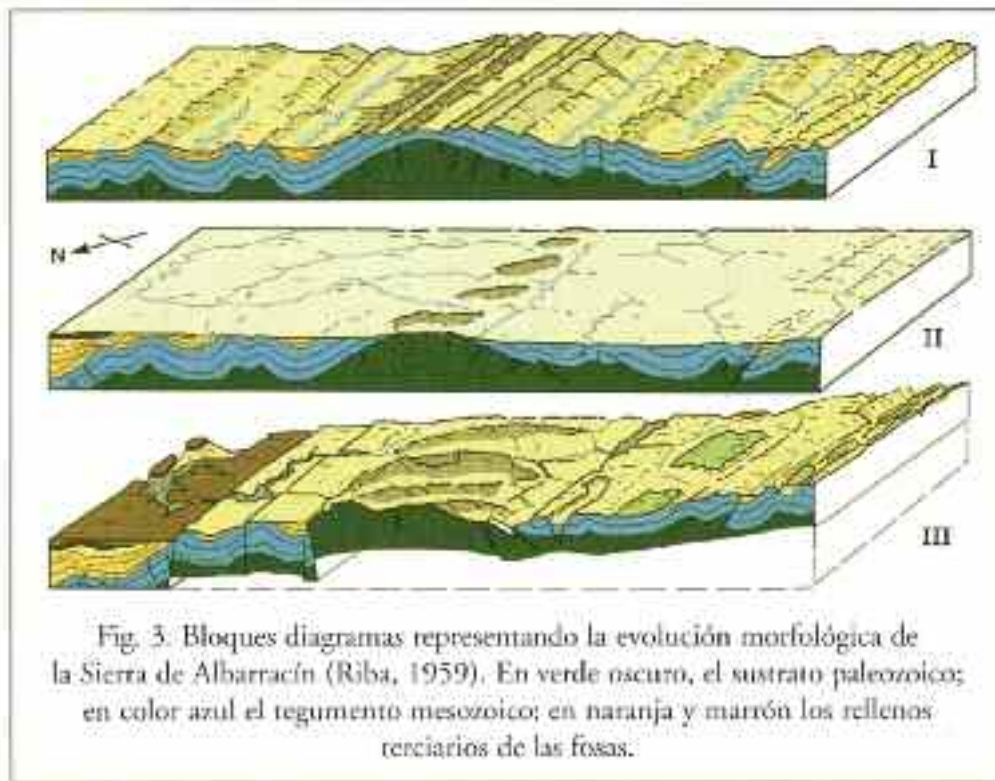 I
N
II
III
Fig. 3. Bloques diagramas representando la evolución morfológica de
la Sierra de Albarracín (Riba, 1959). En verde oscuro, el sustrato paleozoico;
en color azul el tegumento mesozoico; en naranja y marrón los rellenos
terciarios de las fosas.